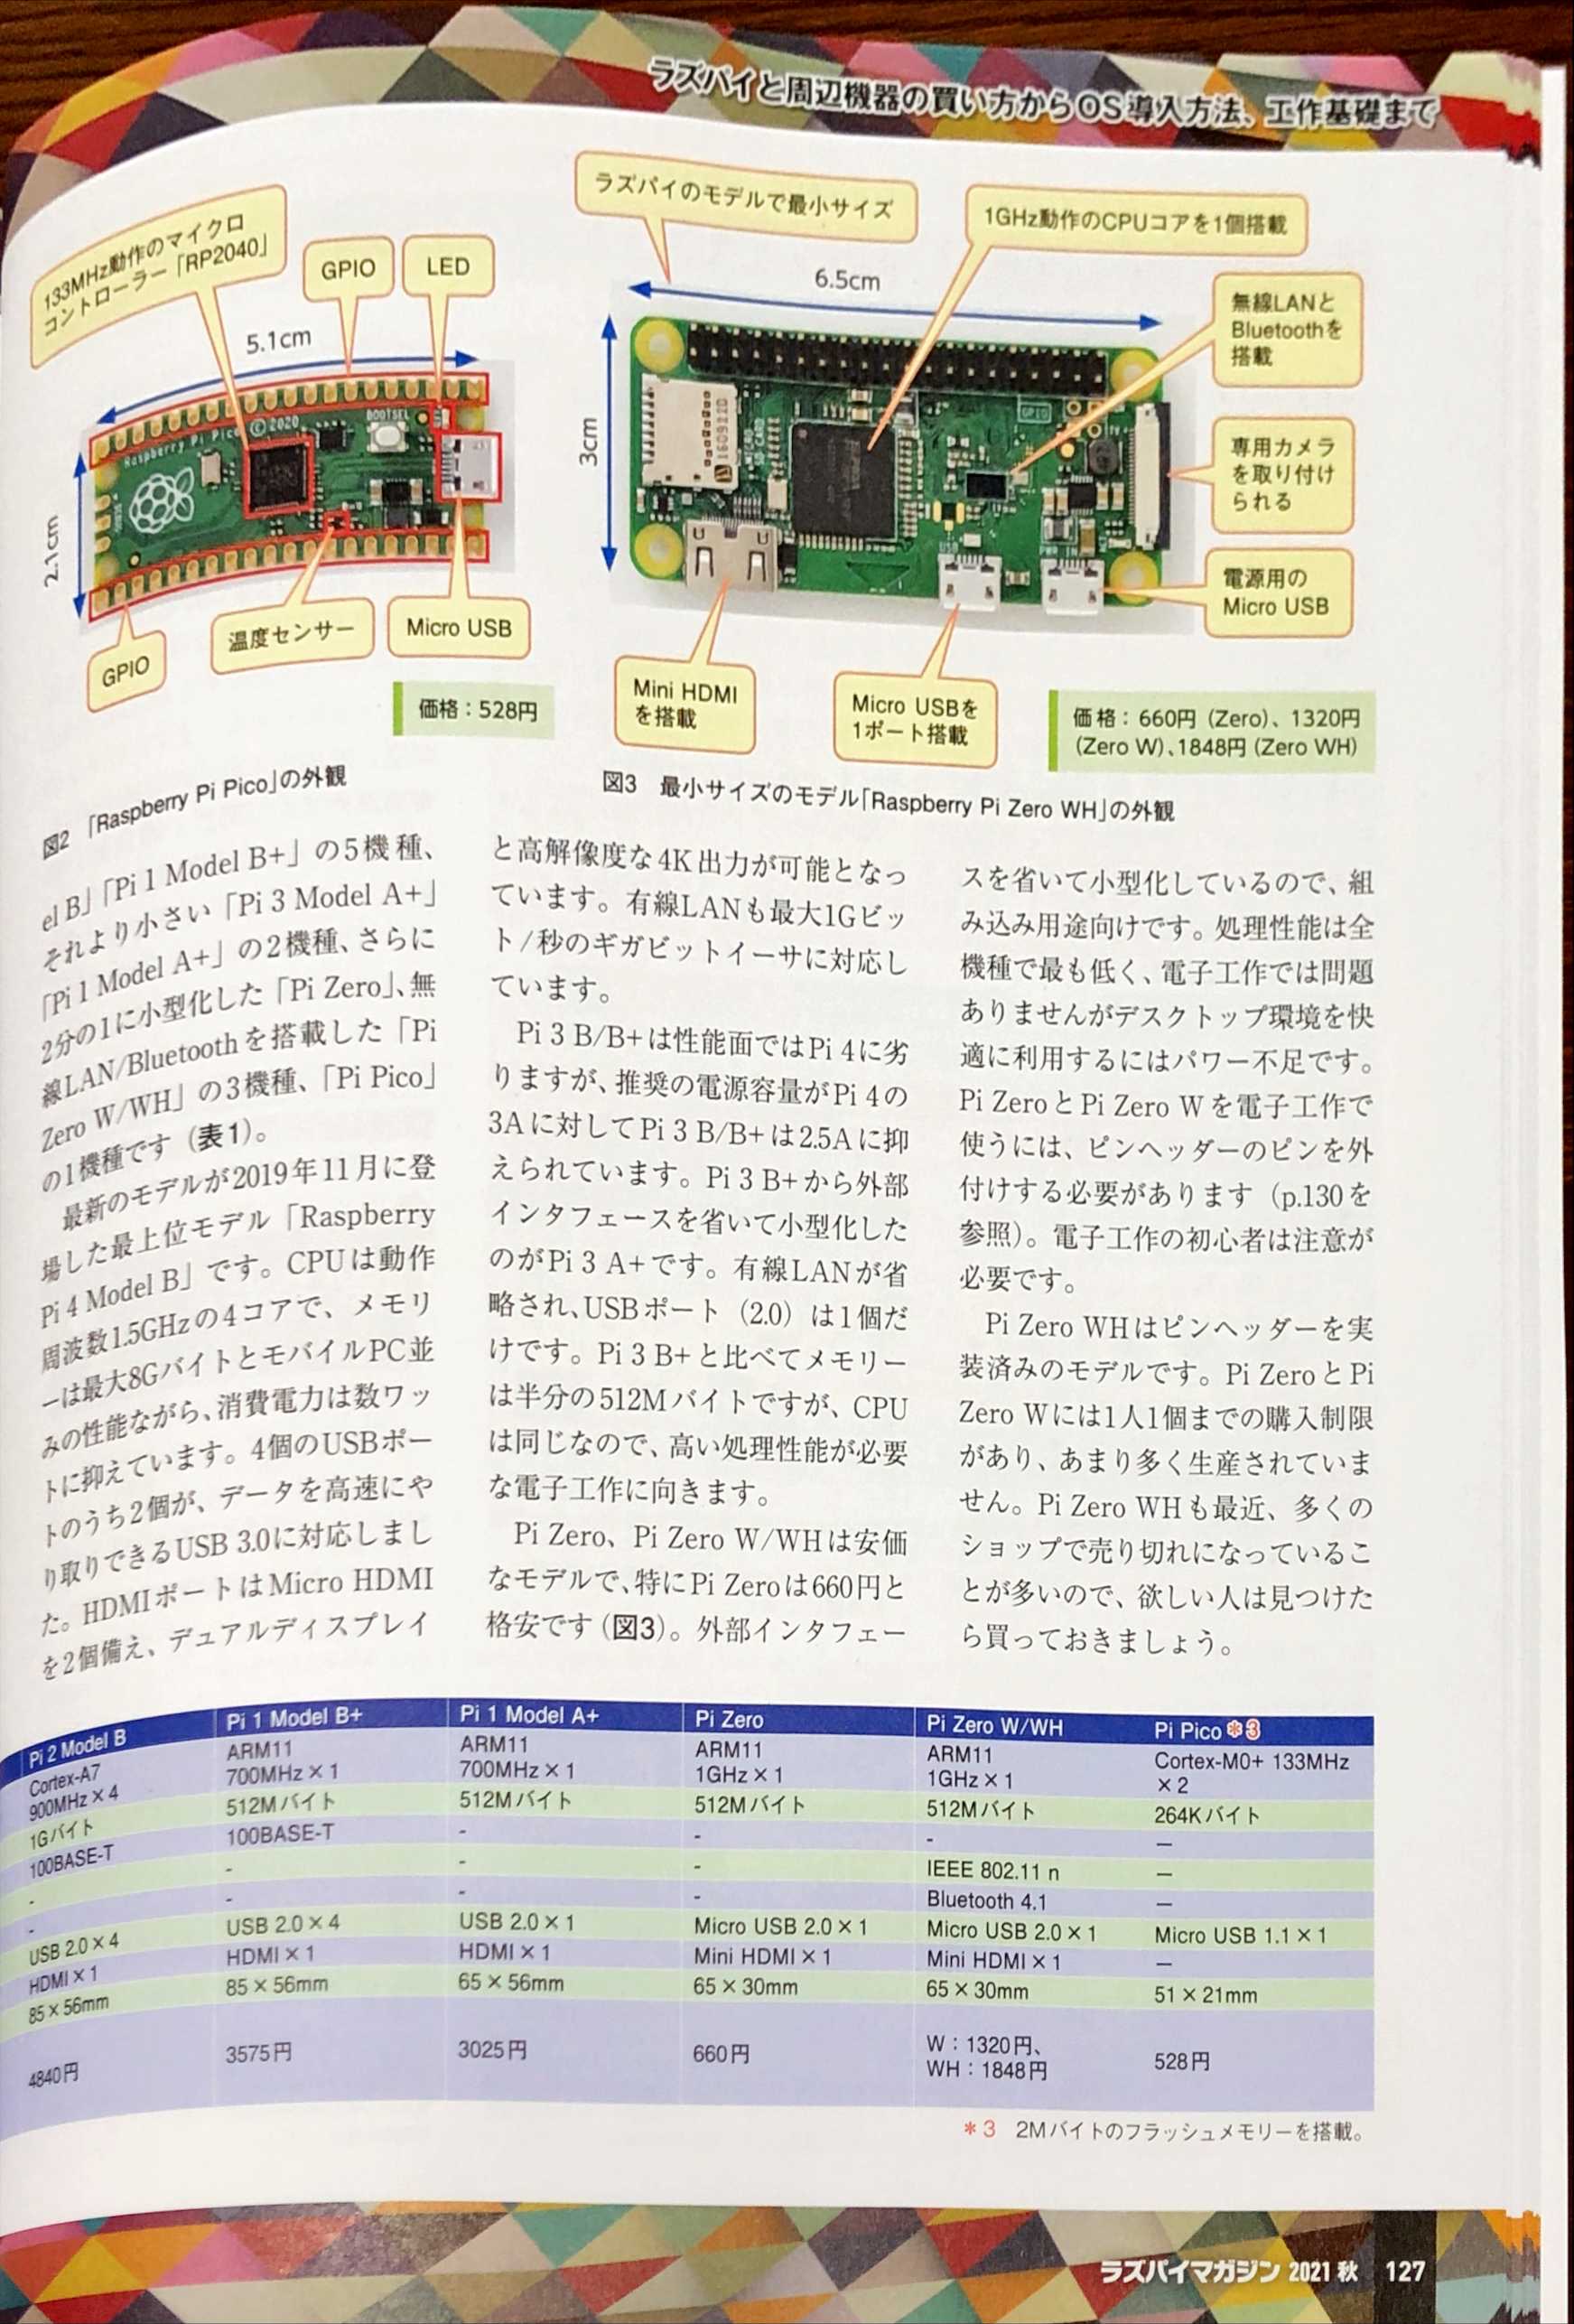 ラズパイと周辺機器の買い方からOS導入方法、工作基礎まで
133MHz動作のマイクロ
コントローラー「RP2040」
GPIO
LED
5.1cm
2.1cm
Raspberry Pi Pico © 2020
BOOTSEL
GPIO
温度センサー
Micro USB
価格：528円
図2　「Raspberry Pi Pico」の外観
ラズパイのモデルで最小サイズ
1GHz動作のCPUコアを1個搭載
6.5cm
3cm
無線LANと
Bluetoothを
搭載
専用カメラ
を取り付け
られる
電源用の
Micro USB
GPIO
USB
Mini HDMI
を搭載
Micro USBを
1ポート搭載
価格：660円（Zero）、1320円
（Zero W）、1848円（Zero WH）
図3　最小サイズのモデル「Raspberry Pi Zero WH」の外観
el B」「Pi 1 Model B+」の5機種、
それより小さい「Pi 3 Model A+」
「Pi 1 Model A+」の2機種、さらに
2分の1に小型化した「Pi Zero」、無
線LAN/Bluetoothを搭載した「Pi
Zero W/WH」の3機種、「Pi Pico」
の1機種です（表1）。
最新のモデルが2019年11月に登
場した最上位モデル「Raspberry
Pi 4 Model B」です。CPUは動作
周波数1.5GHzの4コアで、メモリ
ーは最大8GバイトとモバイルPC並
みの性能ながら、消費電力は数ワッ
トに抑えています。4個のUSBポー
トのうち2個が、データを高速にや
り取りできるUSB 3.0に対応しまし
た。HDMIポートはMicro HDMI
を2個備え、デュアルディスプレイ
と高解像度な4K出力が可能となっ
ています。有線LANも最大1Gビッ
ト/秒のギガビットイーサに対応し
ています。
Pi 3 B/B+は性能面ではPi 4に劣
りますが、推奨の電源容量がPi 4の
3Aに対してPi 3 B/B+は2.5Aに抑
えられています。Pi 3 B+から外部
インタフェースを省いて小型化した
のがPi 3 A+です。有線LANが省
略され、USBポート（2.0）は1個だ
けです。Pi 3 B+と比べてメモリー
は半分の512Mバイトですが、CPU
は同じなので、高い処理性能が必要
な電子工作に向きます。
Pi Zero、Pi Zero W/WHは安価
なモデルで、特にPi Zeroは660円と
格安です（図3）。外部インタフェー
スを省いて小型化しているので、組
み込み用途向けです。処理性能は全
機種で最も低く、電子工作では問題
ありませんがデスクトップ環境を快
適に利用するにはパワー不足です。
Pi ZeroとPi Zero Wを電子工作で
使うには、ピンヘッダーのピンを外
付けする必要があります（p.130を
参照）。電子工作の初心者は注意が
必要です。
Pi Zero WHはピンヘッダーを実
装済みのモデルです。Pi ZeroとPi
Zero Wには1人1個までの購入制限
があり、あまり多く生産されていま
せん。Pi Zero WHも最近、多くの
ショップで売り切れになっているこ
とが多いので、欲しい人は見つけた
ら買っておきましょう。
Pi 2 Model B　Pi 1 Model B+　Pi 1 Model A+　Pi Zero　Pi Zero W/WH　Pi Pico＊3
Cortex-A7　ARM11　ARM11　ARM11　ARM11　Cortex-M0+ 133MHz
900MHz×4　700MHz×1　700MHz×1　1GHz×1　1GHz×1　×2
1Gバイト　512Mバイト　512Mバイト　512Mバイト　512Mバイト　264Kバイト
100BASE-T　100BASE-T　-　-　-　—
-　-　-　-　IEEE 802.11 n　—
-　-　-　-　Bluetooth 4.1　—
USB 2.0×4　USB 2.0×4　USB 2.0×1　Micro USB 2.0×1　Micro USB 2.0×1　Micro USB 1.1×1
HDMI×1　HDMI×1　HDMI×1　Mini HDMI×1　Mini HDMI×1　—
85×56mm　85×56mm　65×56mm　65×30mm　65×30mm　51×21mm
4840円　3575円　3025円　660円　W：1320円、　528円
WH：1848円
＊3　2Mバイトのフラッシュメモリーを搭載。
ラズパイマガジン 2021 秋　127